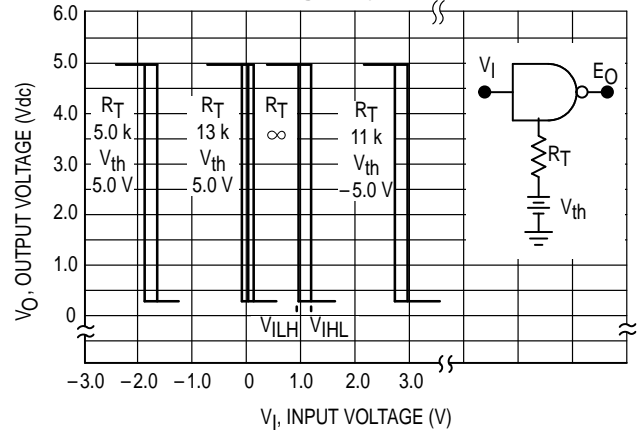 6.0
5.0
4.0
3.0
2.0
1.0
0
VO, OUTPUT VOLTAGE (Vdc)
RT
5.0 k
Vth
5.0 V
RT
13 k
Vth
5.0 V
RT
∞
RT
11 k
Vth
−5.0 V
VI
EO
RT
Vth
VILH
VIHL
−3.0 −2.0 −1.0 0 1.0 2.0 3.0
VI, INPUT VOLTAGE (V)